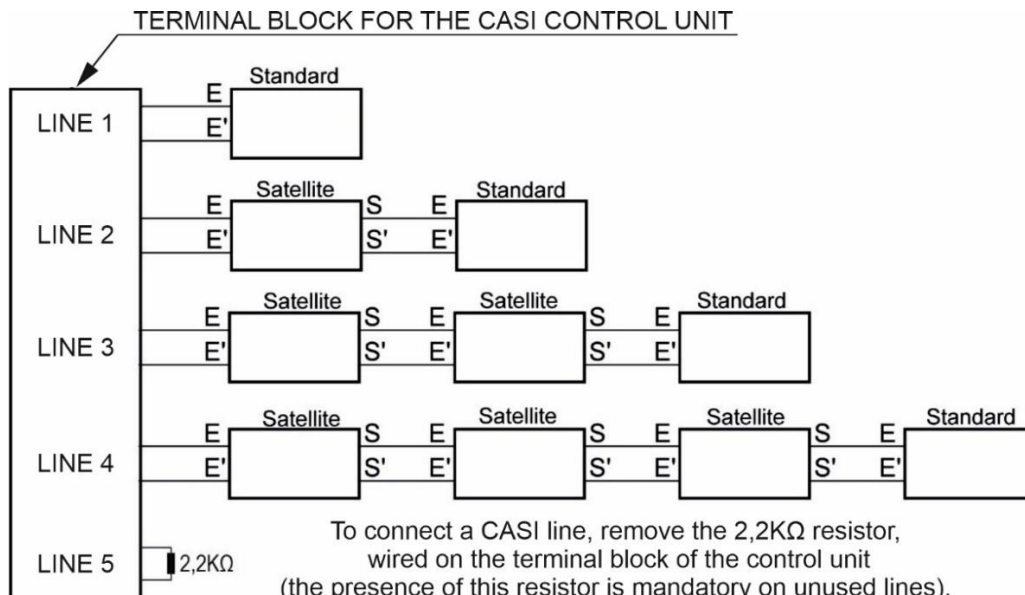 TERMINAL BLOCK FOR THE CASI CONTROL UNIT
Standard
E
LINE 1
E'
Satellite
Standard
E
S
E
LINE 2
E'
S'
E'
Satellite
Satellite
Standard
E
S
E
S
E
LINE 3
E'
S'
E'
S'
E'
Satellite
Satellite
Satellite
Standard
E
S
E
S
E
S
E
LINE 4
E'
S'
E'
S'
E'
S'
E'
LINE 5
2,2KΩ
To connect a CASI line, remove the 2,2KΩ resistor,
wired on the terminal block of the control unit
(the presence of this resistor is mandatory on unused lines).